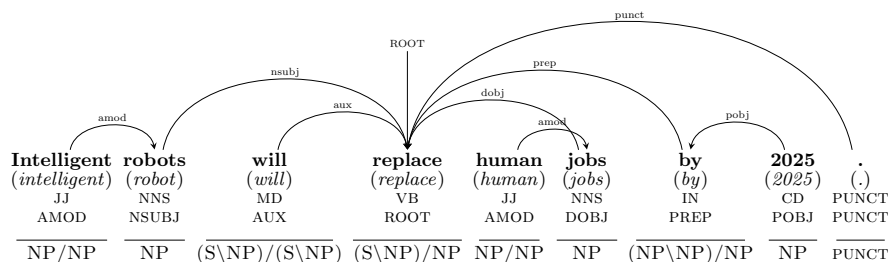 punct
ROOT
prep
nsubj
dobj
aux
amod amod pobj
Intelligent robots will replace human jobs by 2025 .
(intelligent) (robot) (will) (replace) (human) (jobs) (by) (2025) (.)
JJ NNS MD VB JJ NNS IN CD PUNCT
AMOD NSUBJ AUX ROOT AMOD DOBJ PREP POBJ PUNCT
NP/NP NP (S\NP)/(S\NP) (S\NP)/NP NP/NP NP (NP\NP)/NP NP PUNCT